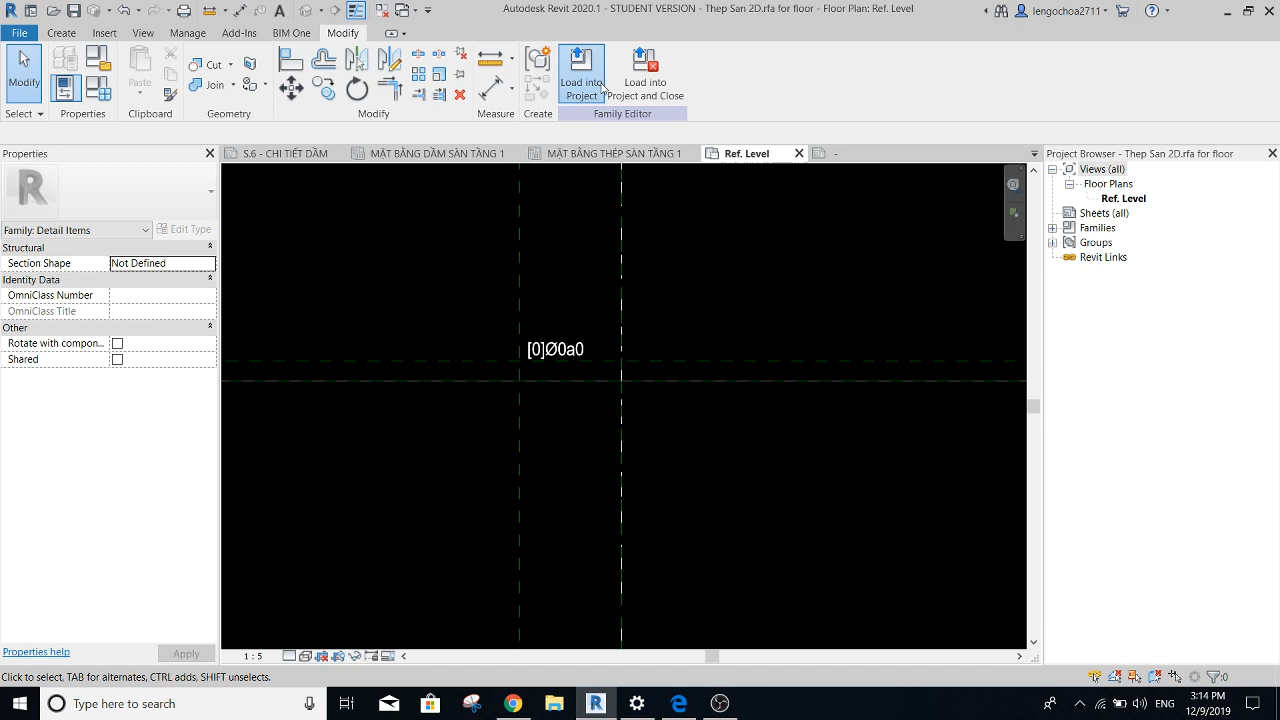 Autodesk Revit 2020.1 - STUDENT VERSION - Thep San 2D.rfa for floor - Floor Plan: Ref. Level
lengochoa2711
File
Create
Insert
View
Manage
Add-Ins
BIM One
Modify
Modify
Paste
Cut
Join
Load into
Project
Load into
Project and Close
Select
Properties
Clipboard
Geometry
Modify
Measure
Create
Family Editor
Properties
S.6 - CHI TIẾT DẦM
MẶT BẰNG DẦM SÀN TẦNG 1
MẶT BẰNG THÉP SÀN TẦNG 1
Ref. Level
-
Project Browser - Thep San 2D.rfa for floor
R
Family: Detail Items
Edit Type
Structural
Section Shape
Not Defined
Identity Data
OmniClass Number
OmniClass Title
Other
Rotate with compon...
Shared
Properties help
Apply
[0]Ø0a0
Views (all)
Floor Plans
Ref. Level
Sheets (all)
Families
Groups
Revit Links
1 : 5
Click to select, TAB for alternates, CTRL adds, SHIFT unselects.
:0
Type here to search
ENG
3:14 PM
12/9/2019